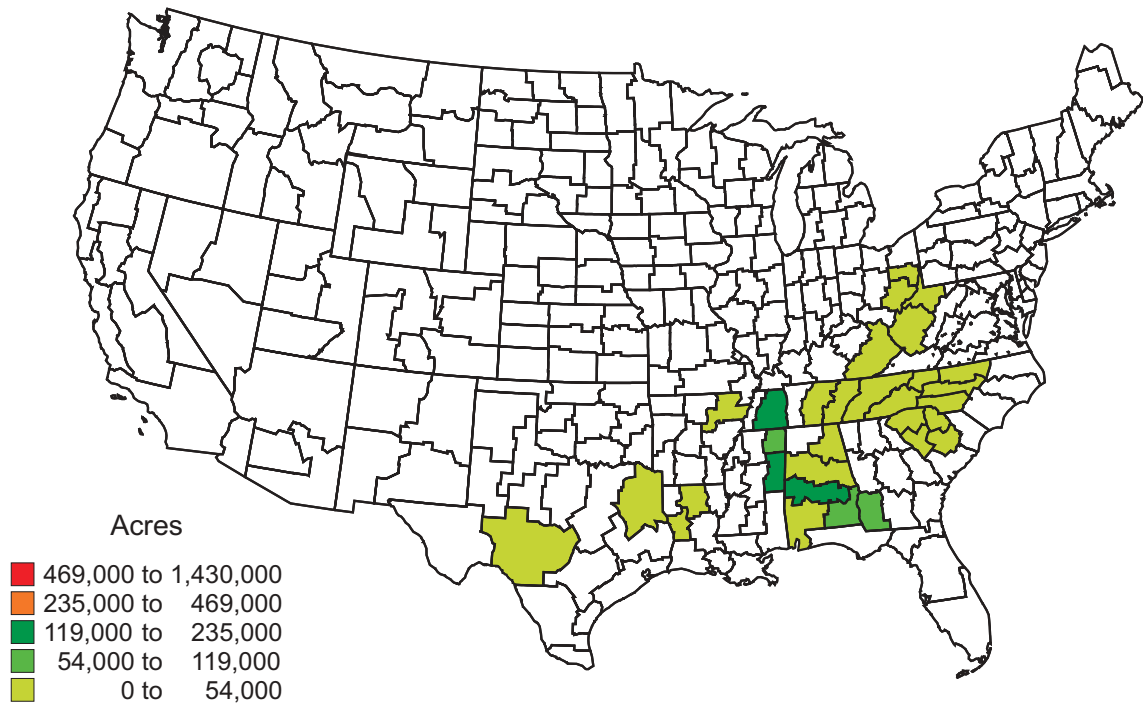 Acres
469,000 to 1,430,000
235,000 to 469,000
119,000 to 235,000
54,000 to 119,000
0 to 54,000